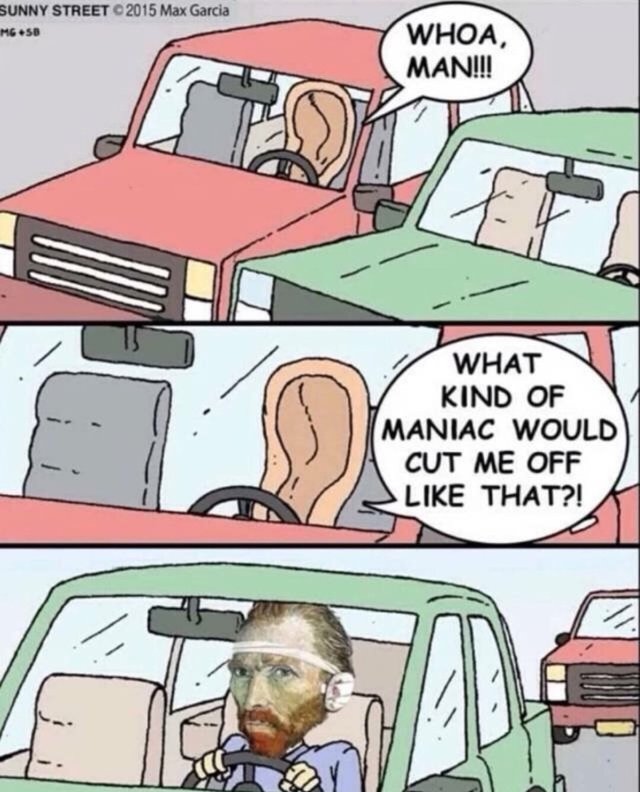 SUNNY STREET © 2015 Max Garcia
MG + SB
WHOA,
MAN!!!
WHAT
KIND OF
MANIAC WOULD
CUT ME OFF
LIKE THAT?!